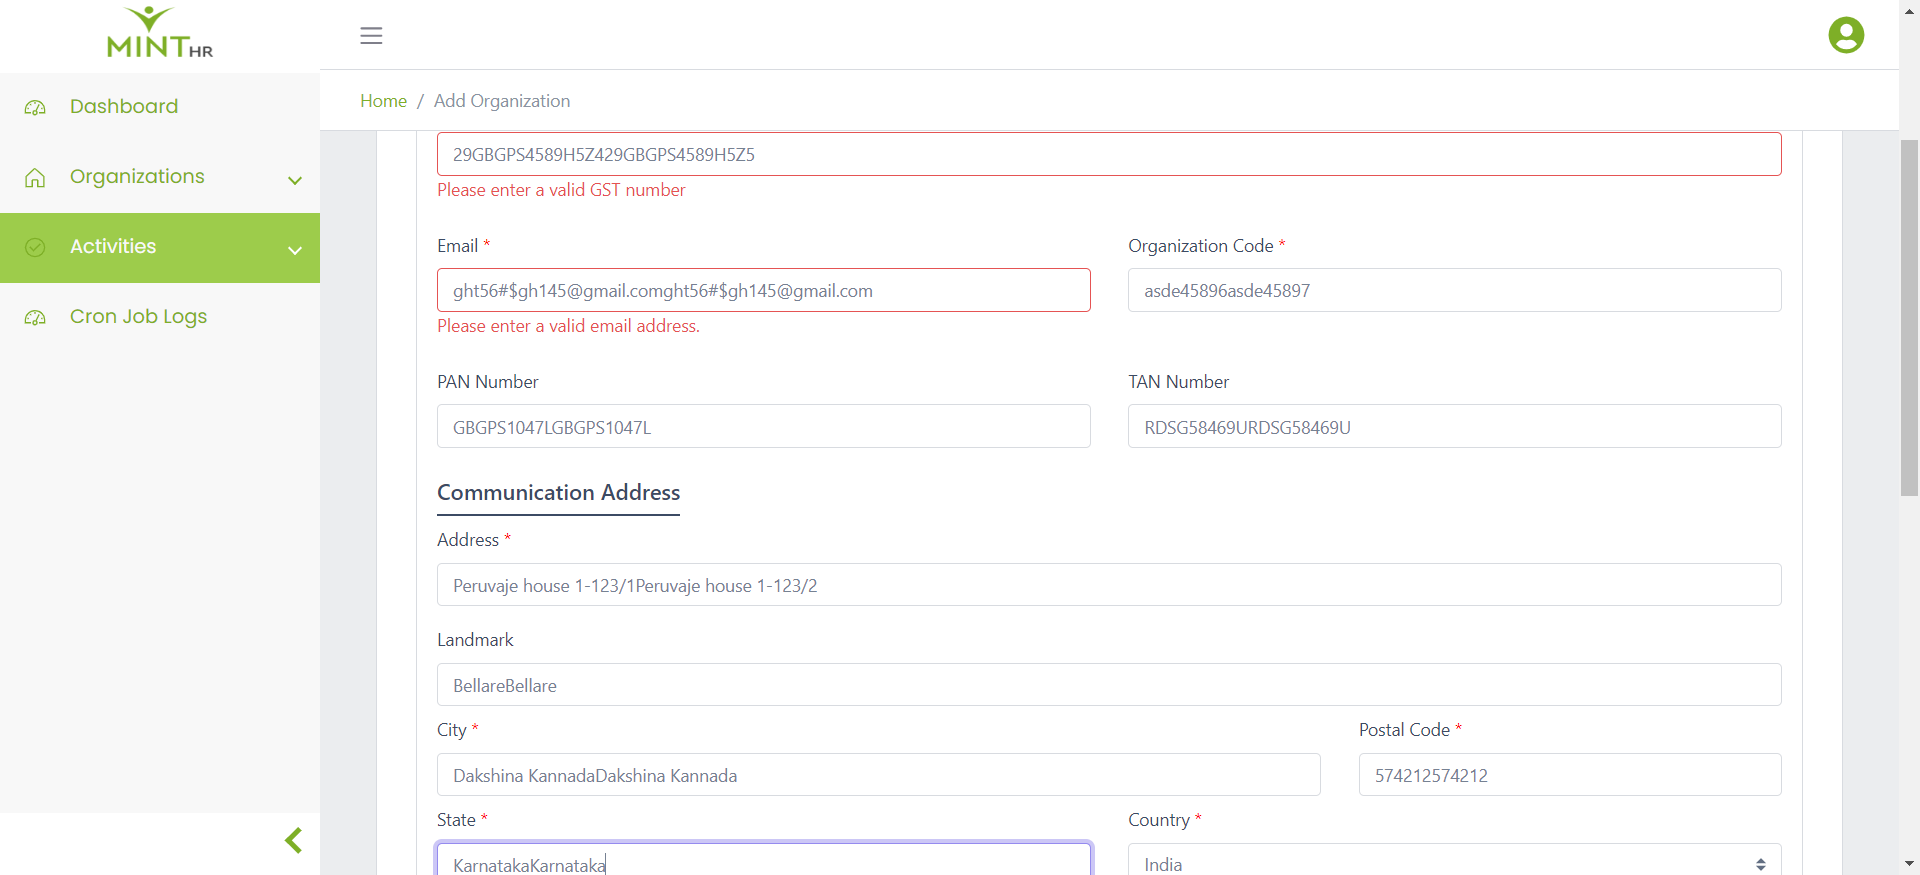 MINT HR
Dashboard
Organizations
Activities
Cron Job Logs
Home / Add Organization
29GBGPS4589H5Z429GBGPS4589H5Z5
Please enter a valid GST number
Email *
Organization Code *
ght56#$gh145@gmail.comght56#$gh145@gmail.com
asde45896asde45897
Please enter a valid email address.
PAN Number
TAN Number
GBGPS1047LGBGPS1047L
RDSG58469URDSG58469U
Communication Address
Address *
Peruvaje house 1-123/1Peruvaje house 1-123/2
Landmark
BellareBellare
City *
Postal Code *
Dakshina KannadaDakshina Kannada
574212574212
State *
Country *
KarnatakaKarnataka
India